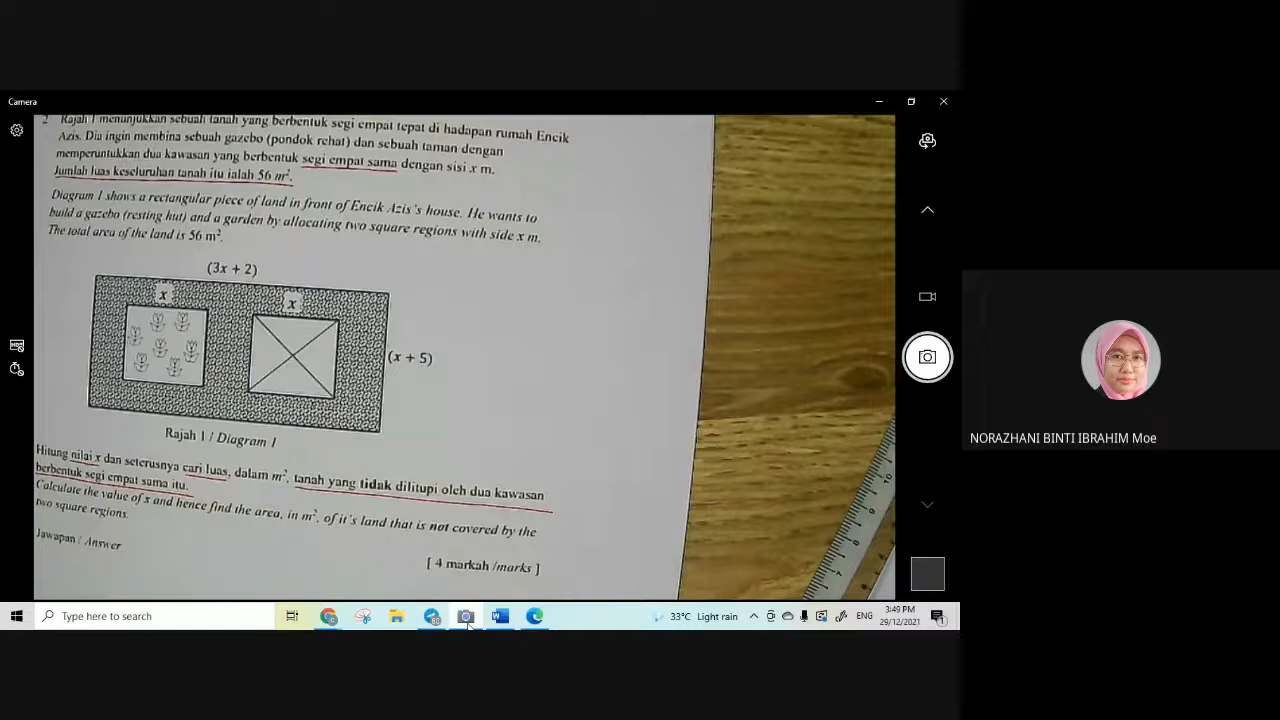 Camera
2 Rajah 1 menunjukkan sebuah tanah yang berbentuk segi empat tepat di hadapan rumah Encik
Azis. Dia ingin membina sebuah gazebo (pondok rehat) dan sebuah taman dengan
memperuntukkan dua kawasan yang berbentuk segi empat sama dengan sisi x m.
Jumlah luas keseluruhan tanah itu ialah 56 m².
Diagram 1 shows a rectangular piece of land in front of Encik Azis's house. He wants to
build a gazebo (resting hut) and a garden by allocating two square regions with side x m.
The total area of the land is 56 m².
(3x + 2)
x
x
(x + 5)
Rajah 1 / Diagram 1
Hitung nilai x dan seterusnya cari luas, dalam m², tanah yang tidak dilitupi oleh dua kawasan
berbentuk segi empat sama itu.
Calculate the value of x and hence find the area, in m², of it's land that is not covered by the
two square regions.
Jawapan / Answer
[ 4 markah /marks ]
NORAZHANI BINTI IBRAHIM Moe
Type here to search
33°C Light rain
ENG
3:49 PM
29/12/2021